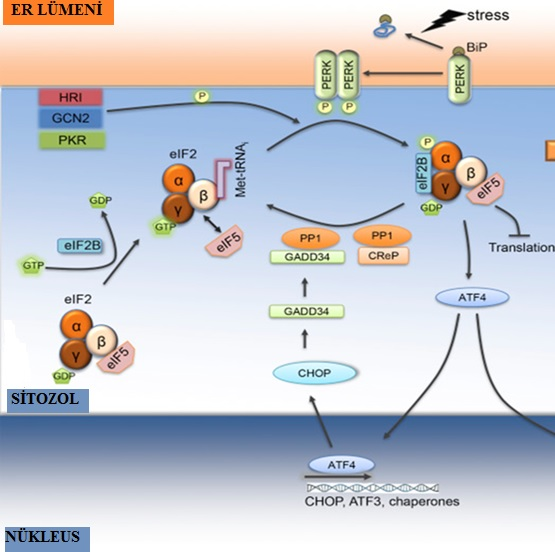 ER LÜMENİ
stress
BiP
PERK
PERK
PERK
P
P
HRI
GCN2
PKR
P
eIF2
α
β
γ
GTP
Met-tRNAi
eIF5
P
eIF2B
α
β
γ
eIF5
GDP
Translation
GDP
eIF2B
GTP
PP1
GADD34
PP1
CReP
GADD34
CHOP
ATF4
eIF2
α
β
γ
eIF5
GDP
SİTOZOL
ATF4
CHOP, ATF3, chaperones
NÜKLEUS